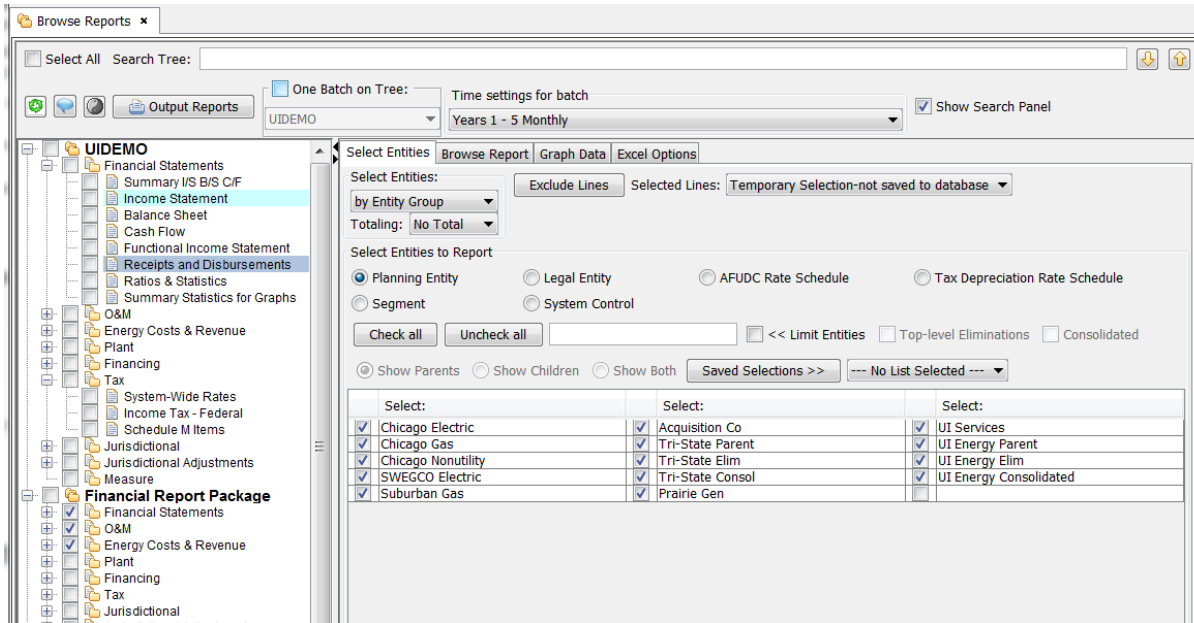 Browse Reports ×
Select All Search Tree:
One Batch on Tree:
Time settings for batch
Output Reports
UIDEMO
Years 1 - 5 Monthly
Show Search Panel
UIDEMO
Financial Statements
Summary I/S B/S C/F
Income Statement
Balance Sheet
Cash Flow
Functional Income Statement
Receipts and Disbursements
Ratios & Statistics
Summary Statistics for Graphs
O&M
Energy Costs & Revenue
Plant
Financing
Tax
System-Wide Rates
Income Tax - Federal
Schedule M Items
Jurisdictional
Jurisdictional Adjustments
Measure
Financial Report Package
Financial Statements
O&M
Energy Costs & Revenue
Plant
Financing
Tax
Jurisdictional
Select Entities Browse Report Graph Data Excel Options
Select Entities:
Exclude Lines Selected Lines: Temporary Selection-not saved to database
by Entity Group
Totaling: No Total
Select Entities to Report
Planning Entity Legal Entity AFUDC Rate Schedule Tax Depreciation Rate Schedule
Segment System Control
Check all Uncheck all << Limit Entities Top-level Eliminations Consolidated
Show Parents Show Children Show Both Saved Selections >> --- No List Selected ---
Select: Select: Select:
Chicago Electric Acquisition Co UI Services
Chicago Gas Tri-State Parent UI Energy Parent
Chicago Nonutility Tri-State Elim UI Energy Elim
SWEGCO Electric Tri-State Consol UI Energy Consolidated
Suburban Gas Prairie Gen